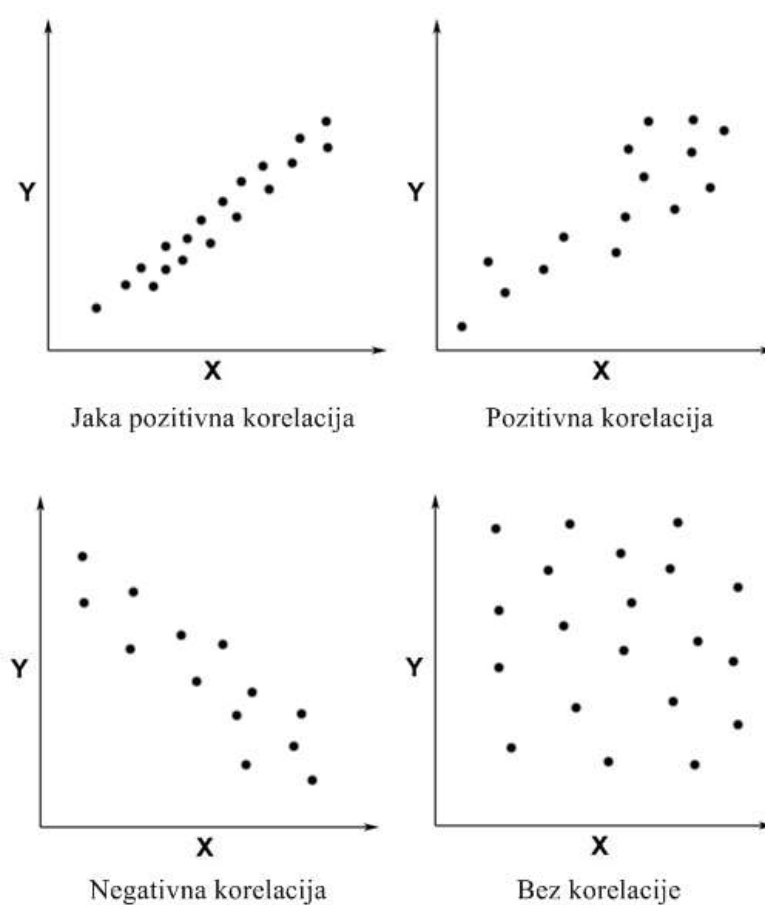 Y
X
Jaka pozitivna korelacija
Y
X
Pozitivna korelacija
Y
X
Negativna korelacija
Y
X
Bez korelacije